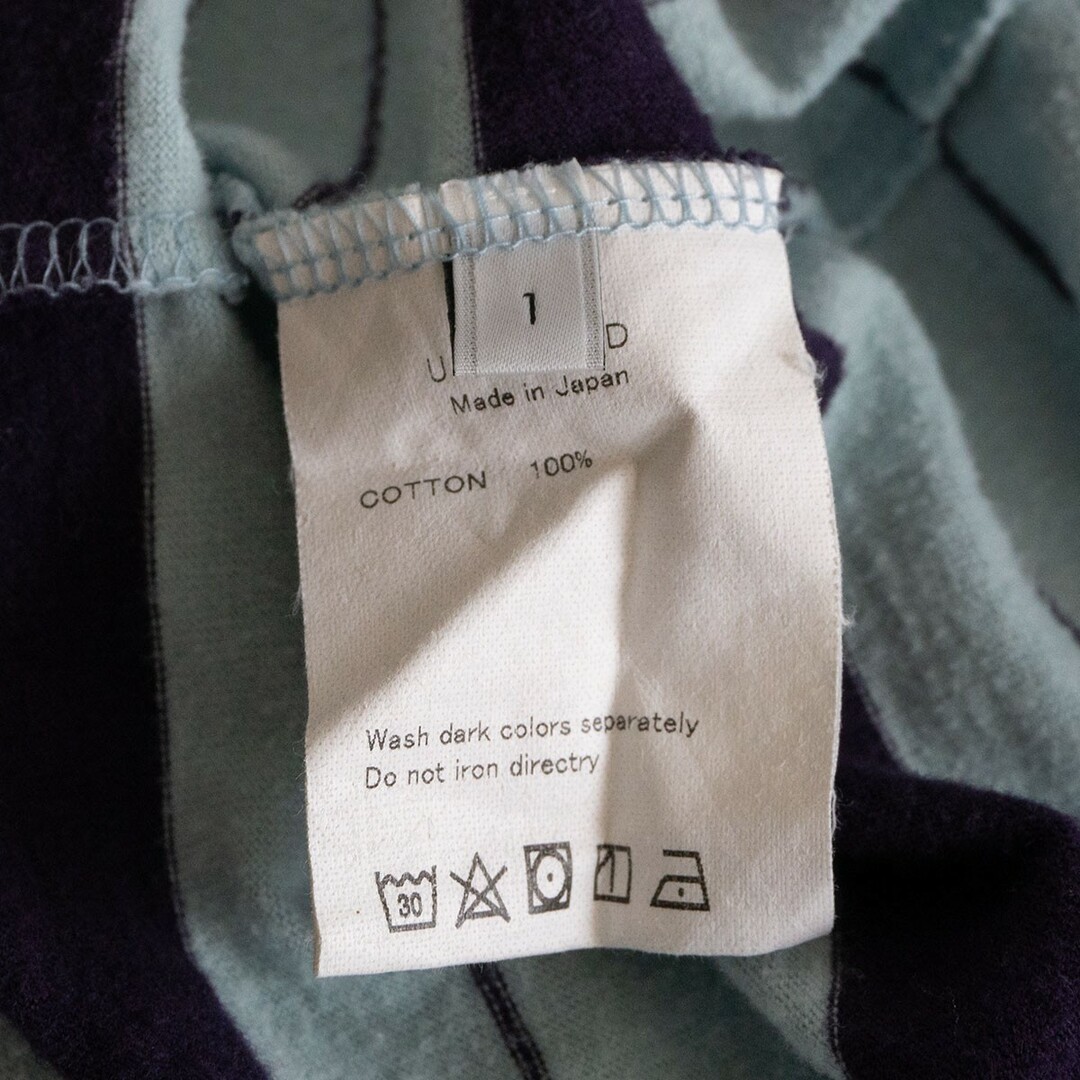 1
Made in Japan
COTTON 100%
Wash dark colors separately
Do not iron directry
30